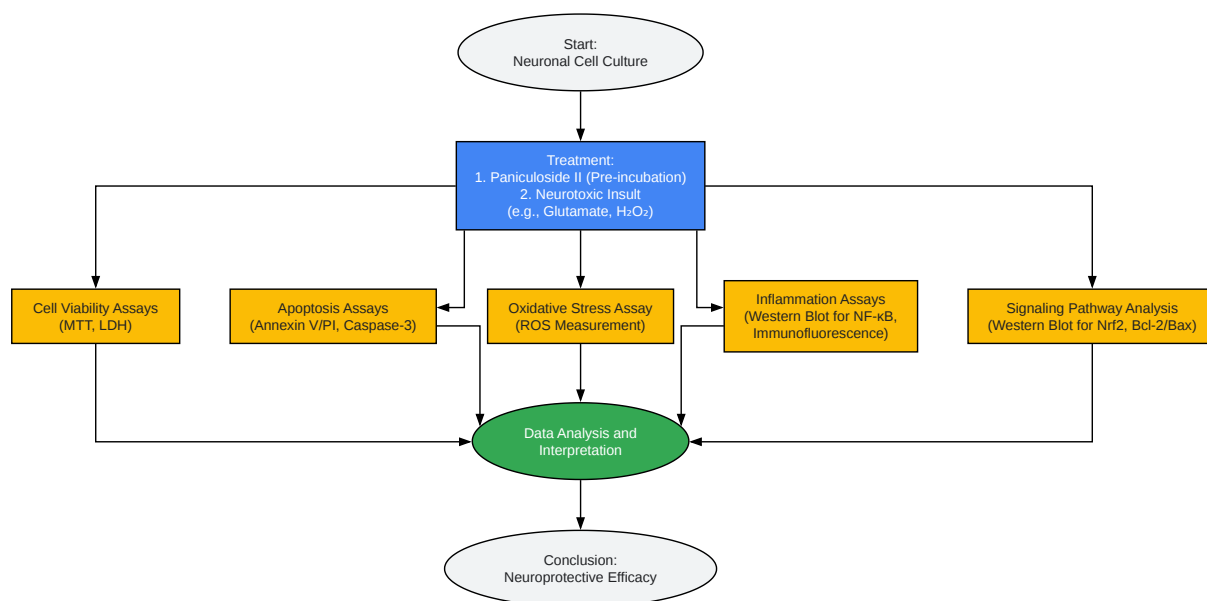 Start:
Neuronal Cell Culture
Treatment:
1. Paniculoside II (Pre-incubation)
2. Neurotoxic Insult
(e.g., Glutamate, H₂O₂)
Cell Viability Assays
(MTT, LDH)
Apoptosis Assays
(Annexin V/PI, Caspase-3)
Oxidative Stress Assay
(ROS Measurement)
Inflammation Assays
(Western Blot for NF-κB,
Immunofluorescence)
Signaling Pathway Analysis
(Western Blot for Nrf2, Bcl-2/Bax)
Data Analysis and
Interpretation
Conclusion:
Neuroprotective Efficacy